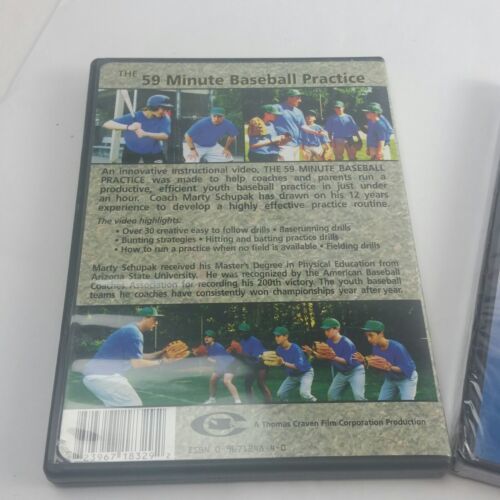 THE 59 Minute Baseball Practice
An innovative instructional video, THE 59 MINUTE BASEBALL
PRACTICE was made to help coaches and parents run a
productive, efficient youth baseball practice in just under
an hour. Coach Marty Schupak has drawn on his 12 years
experience to develop a highly effective practice routine.
The video highlights:
• Over 30 creative easy to follow drills • Baserunning drills
• Bunting strategies • Hitting and batting practice drills
• How to run a practice when no field is available • Fielding drills
Marty Schupak received his Master's Degree in Physical Education from
Arizona State University. He was recognized by the American Baseball
Coaches Association for recording his 200th victory. The youth baseball
teams he coaches have consistently won championships year after year.
A Thomas Craven Film Corporation Production
23967 18329 2